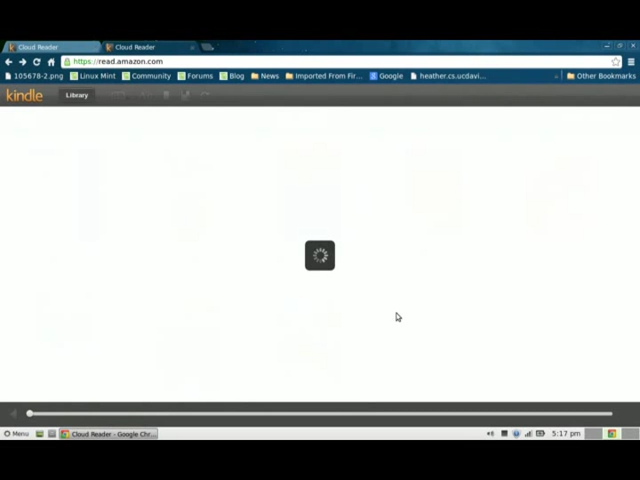 Cloud Reader
Cloud Reader
https://read.amazon.com
105678-2.png Linux Mint Community Forums Blog News Imported From Fir... Google heather.cs.ucdavi... Other Bookmarks
kindle Library
Menu Cloud Reader - Google Chr... 5:17 pm